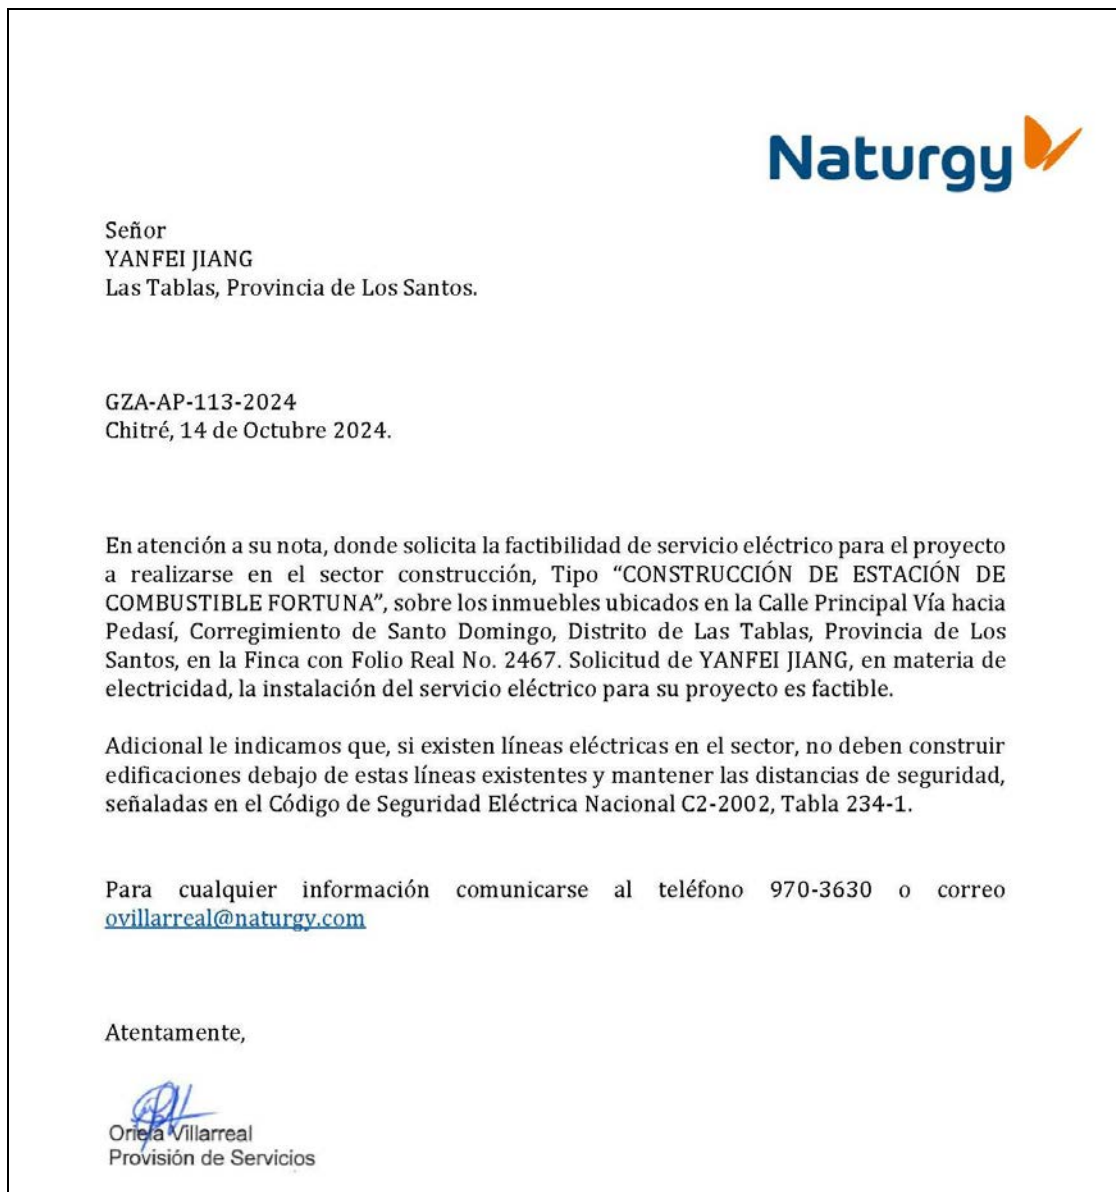 Naturgy
Señor
YANFEI JIANG
Las Tablas, Provincia de Los Santos.
GZA-AP-113-2024
Chitré, 14 de Octubre 2024.
En atención a su nota, donde solicita la factibilidad de servicio eléctrico para el proyecto
a realizarse en el sector construcción, Tipo “CONSTRUCCIÓN DE ESTACIÓN DE
COMBUSTIBLE FORTUNA”, sobre los inmuebles ubicados en la Calle Principal Vía hacia
Pedasí, Corregimiento de Santo Domingo, Distrito de Las Tablas, Provincia de Los
Santos, en la Finca con Folio Real No. 2467. Solicitud de YANFEI JIANG, en materia de
electricidad, la instalación del servicio eléctrico para su proyecto es factible.
Adicional le indicamos que, si existen líneas eléctricas en el sector, no deben construir
edificaciones debajo de estas líneas existentes y mantener las distancias de seguridad,
señaladas en el Código de Seguridad Eléctrica Nacional C2-2002, Tabla 234-1.
Para cualquier información comunicarse al teléfono 970-3630 o correo
ovillarreal@naturgy.com
Atentamente,
Oriela Villarreal
Provisión de Servicios